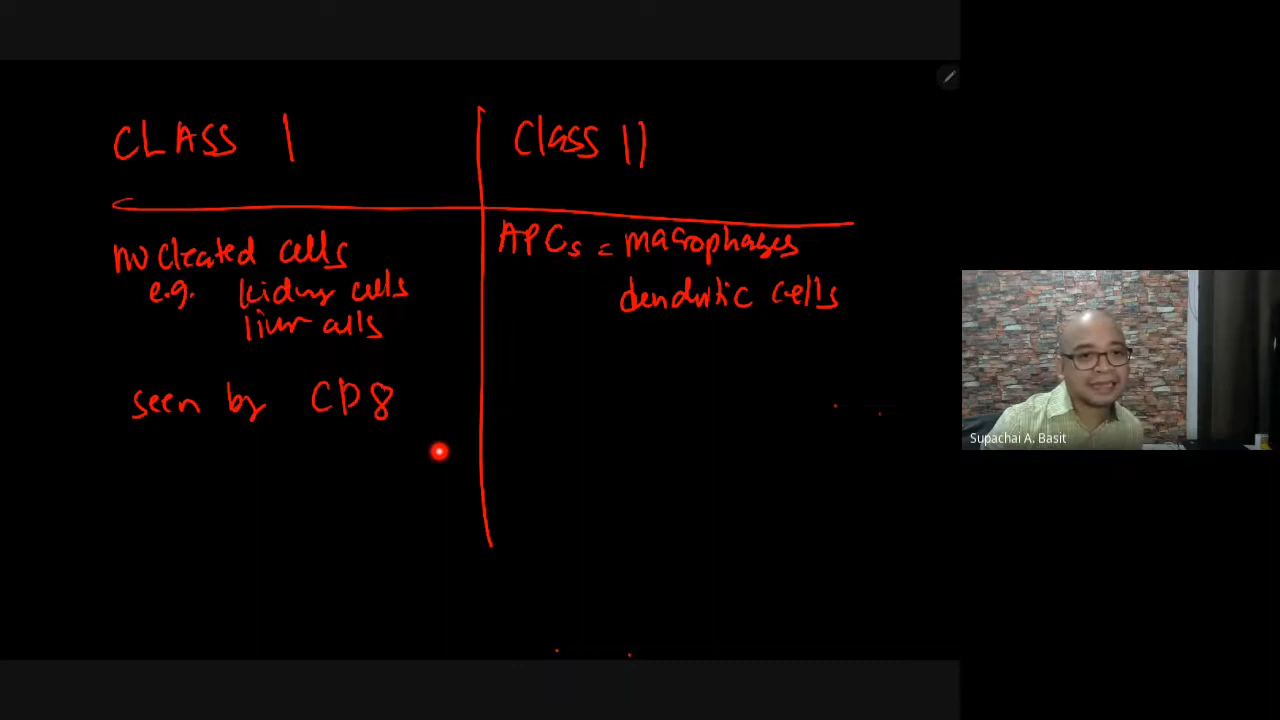 CLASS I
Class II
nucleated cells
e.g. kidney cells
liver cells
seen by CD8
APCs = macrophages
dendritic cells
Supachai A. Basit